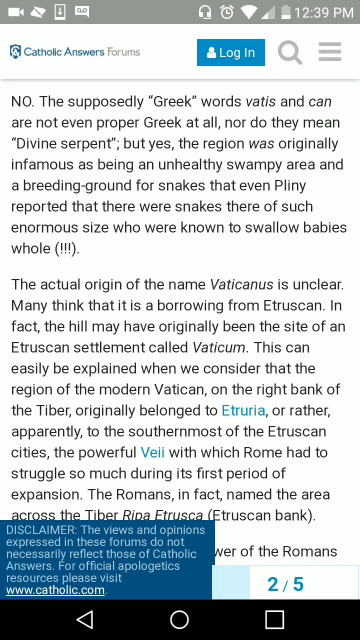 12:39 PM
Catholic Answers Forums
Log In
NO. The supposedly “Greek” words vatis and can
are not even proper Greek at all, nor do they mean
“Divine serpent”; but yes, the region was originally
infamous as being an unhealthy swampy area and
a breeding-ground for snakes that even Pliny
reported that there were snakes there of such
enormous size who were known to swallow babies
whole (!!!).
The actual origin of the name Vaticanus is unclear.
Many think that it is a borrowing from Etruscan. In
fact, the hill may have originally been the site of an
Etruscan settlement called Vaticum. This can
easily be explained when we consider that the
region of the modern Vatican, on the right bank of
the Tiber, originally belonged to Etruria, or rather,
apparently, to the southernmost of the Etruscan
cities, the powerful Veii with which Rome had to
struggle so much during its first period of
expansion. The Romans, in fact, named the area
across the Tiber Ripa Etrusca (Etruscan bank).
wer of the Romans
DISCLAIMER: The views and opinions
expressed in these forums do not
necessarily reflect those of Catholic
Answers. For official apologetics
resources please visit
www.catholic.com.
2 / 5